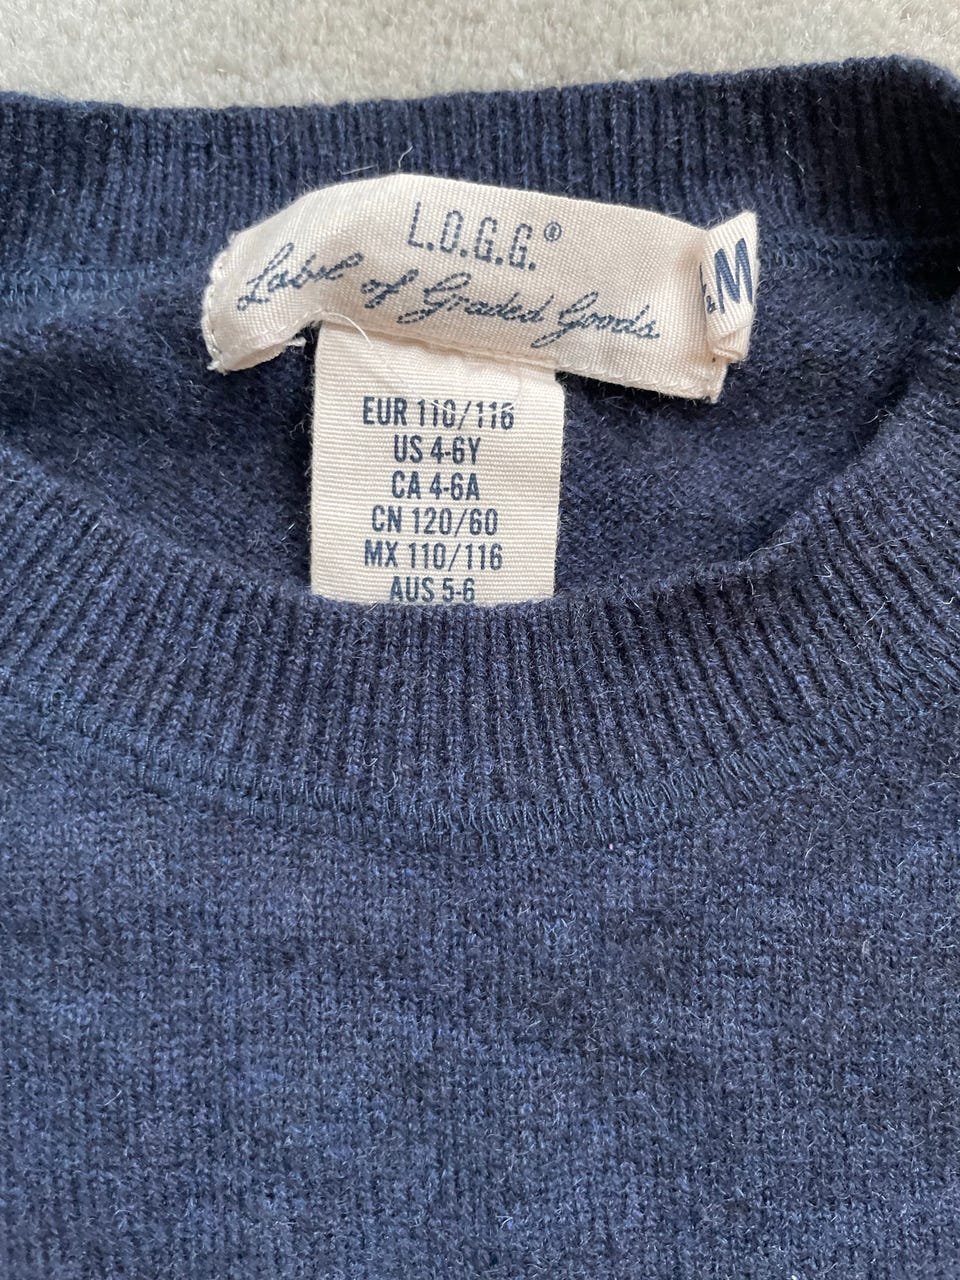 L.O.G.G.®
Label of Graded Goods
&M
EUR 110/116
US 4-6Y
CA 4-6A
CN 120/60
MX 110/116
AUS 5-6